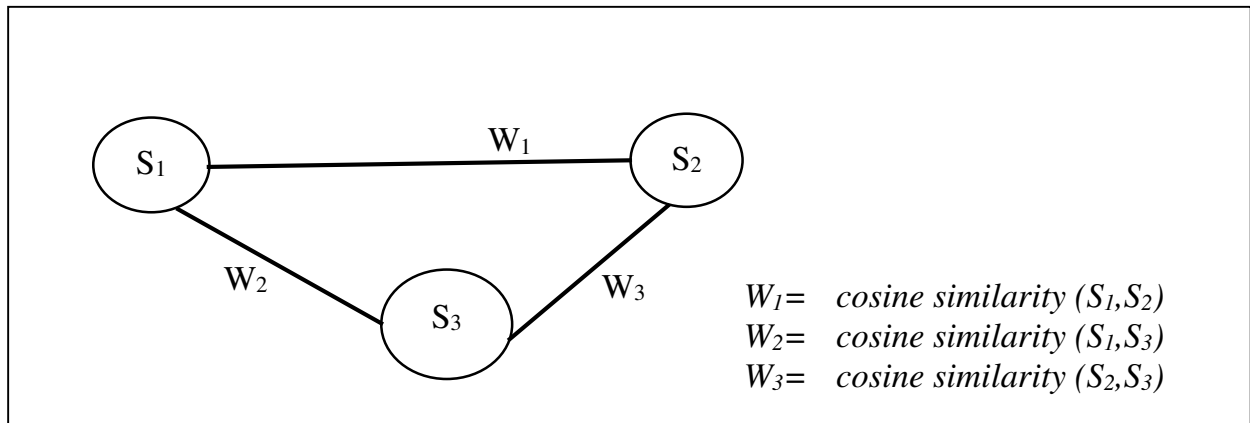 W1
S1
S2
W2
W3
S3
W1= cosine similarity (S1,S2)
W2= cosine similarity (S1,S3)
W3= cosine similarity (S2,S3)